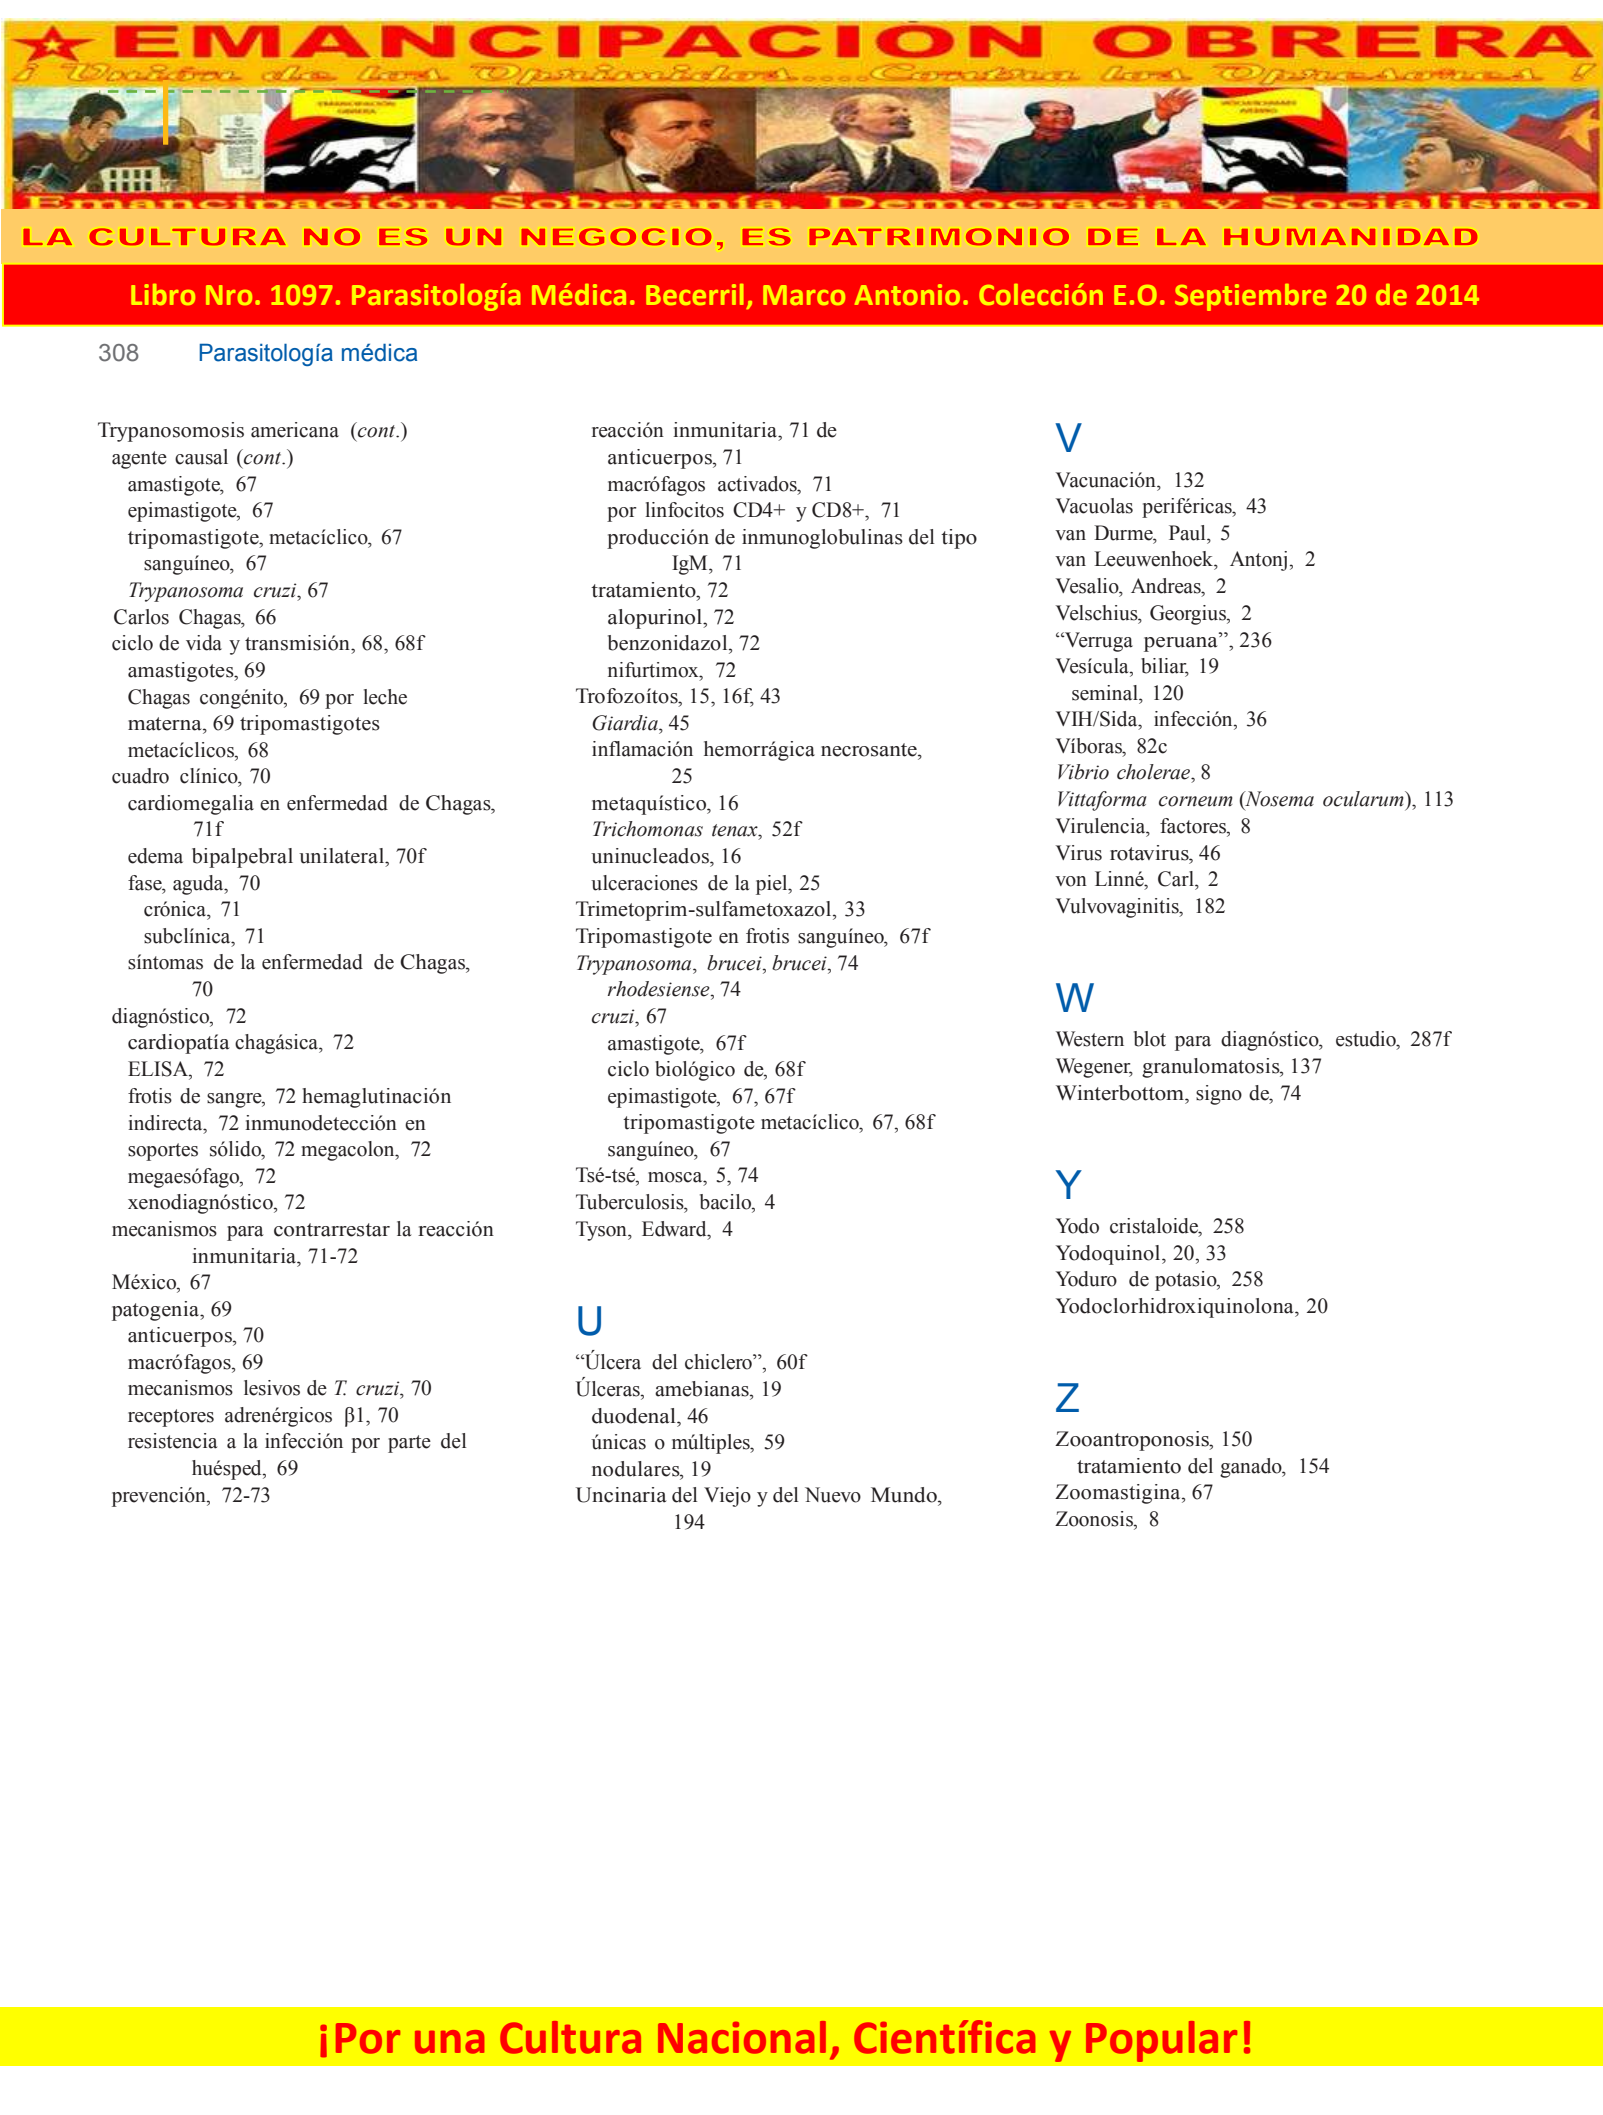 EMANCIPACIÓN OBRERA
¡ Unión de los Oprimidos....Contra los Opresores !
EMANCIPACIÓN
OBRERA
Emancipación, Soberanía, Democracia y Socialismo
LA CULTURA NO ES UN NEGOCIO, ES PATRIMONIO DE LA HUMANIDAD
Libro Nro. 1097. Parasitología Médica. Becerril, Marco Antonio. Colección E.O. Septiembre 20 de 2014
308 Parasitología médica
Trypanosomosis americana (cont.)
agente causal (cont.)
amastigote, 67
epimastigote, 67
tripomastigote, metacíclico, 67
sanguíneo, 67
Trypanosoma cruzi, 67
Carlos Chagas, 66
ciclo de vida y transmisión, 68, 68f
amastigotes, 69
Chagas congénito, 69 por leche
materna, 69 tripomastigotes
metacíclicos, 68
cuadro clínico, 70
cardiomegalia en enfermedad de Chagas,
71f
edema bipalpebral unilateral, 70f
fase, aguda, 70
crónica, 71
subclínica, 71
síntomas de la enfermedad de Chagas,
70
diagnóstico, 72
cardiopatía chagásica, 72
ELISA, 72
frotis de sangre, 72 hemaglutinación
indirecta, 72 inmunodetección en
soportes sólido, 72 megacolon, 72
megaesófago, 72
xenodiagnóstico, 72
mecanismos para contrarrestar la reacción
inmunitaria, 71-72
México, 67
patogenia, 69
anticuerpos, 70
macrófagos, 69
mecanismos lesivos de T. cruzi, 70
receptores adrenérgicos β1, 70
resistencia a la infección por parte del
huésped, 69
prevención, 72-73
reacción inmunitaria, 71 de
anticuerpos, 71
macrófagos activados, 71
por linfocitos CD4+ y CD8+, 71
producción de inmunoglobulinas del tipo
IgM, 71
tratamiento, 72
alopurinol, 72
benzonidazol, 72
nifurtimox, 72
Trofozoítos, 15, 16f, 43
Giardia, 45
inflamación hemorrágica necrosante,
25
metaquístico, 16
Trichomonas tenax, 52f
uninucleados, 16
ulceraciones de la piel, 25
Trimetoprim-sulfametoxazol, 33
Tripomastigote en frotis sanguíneo, 67f
Trypanosoma, brucei, brucei, 74
rhodesiense, 74
cruzi, 67
amastigote, 67f
ciclo biológico de, 68f
epimastigote, 67, 67f
tripomastigote metacíclico, 67, 68f
sanguíneo, 67
Tsé-tsé, mosca, 5, 74
Tuberculosis, bacilo, 4
Tyson, Edward, 4
U
“Úlcera del chiclero”, 60f
Úlceras, amebianas, 19
duodenal, 46
únicas o múltiples, 59
nodulares, 19
Uncinaria del Viejo y del Nuevo Mundo,
194
V
Vacunación, 132
Vacuolas periféricas, 43
van Durme, Paul, 5
van Leeuwenhoek, Antonj, 2
Vesalio, Andreas, 2
Velschius, Georgius, 2
“Verruga peruana”, 236
Vesícula, biliar, 19
seminal, 120
VIH/Sida, infección, 36
Víboras, 82c
Vibrio cholerae, 8
Vittaforma corneum (Nosema ocularum), 113
Virulencia, factores, 8
Virus rotavirus, 46
von Linné, Carl, 2
Vulvovaginitis, 182
W
Western blot para diagnóstico, estudio, 287f
Wegener, granulomatosis, 137
Winterbottom, signo de, 74
Y
Yodo cristaloide, 258
Yodoquinol, 20, 33
Yoduro de potasio, 258
Yodoclorhidroxiquinolona, 20
Z
Zooantroponosis, 150
tratamiento del ganado, 154
Zoomastigina, 67
Zoonosis, 8
¡Por una Cultura Nacional, Científica y Popular!